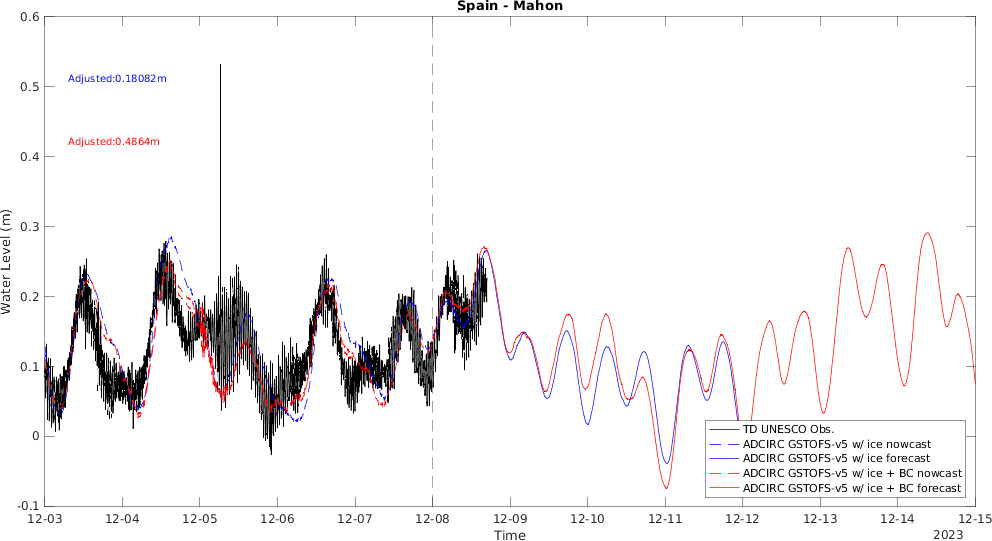 Spain - Mahon
0.6
0.5
0.4
0.3
0.2
0.1
0
-0.1
Water Level (m)
Adjusted:0.18082m
Adjusted:0.4864m
TD UNESCO Obs.
ADCIRC GSTOFS-v5 w/ ice nowcast
ADCIRC GSTOFS-v5 w/ ice forecast
ADCIRC GSTOFS-v5 w/ ice + BC nowcast
ADCIRC GSTOFS-v5 w/ ice + BC forecast
12-03 12-04 12-05 12-06 12-07 12-08 12-09 12-10 12-11 12-12 12-13 12-14 12-15
Time
2023